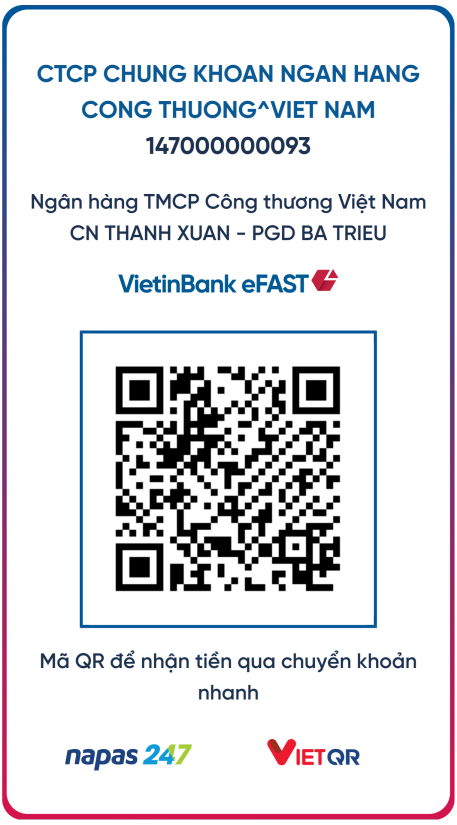 CTCP CHUNG KHOAN NGAN HANG
CONG THUONG^VIET NAM
147000000093
Ngân hàng TMCP Công thương Việt Nam
CN THANH XUAN - PGD BA TRIEU
VietinBank eFAST
Mã QR để nhận tiền qua chuyển khoản
nhanh
napas 247
VIETQR